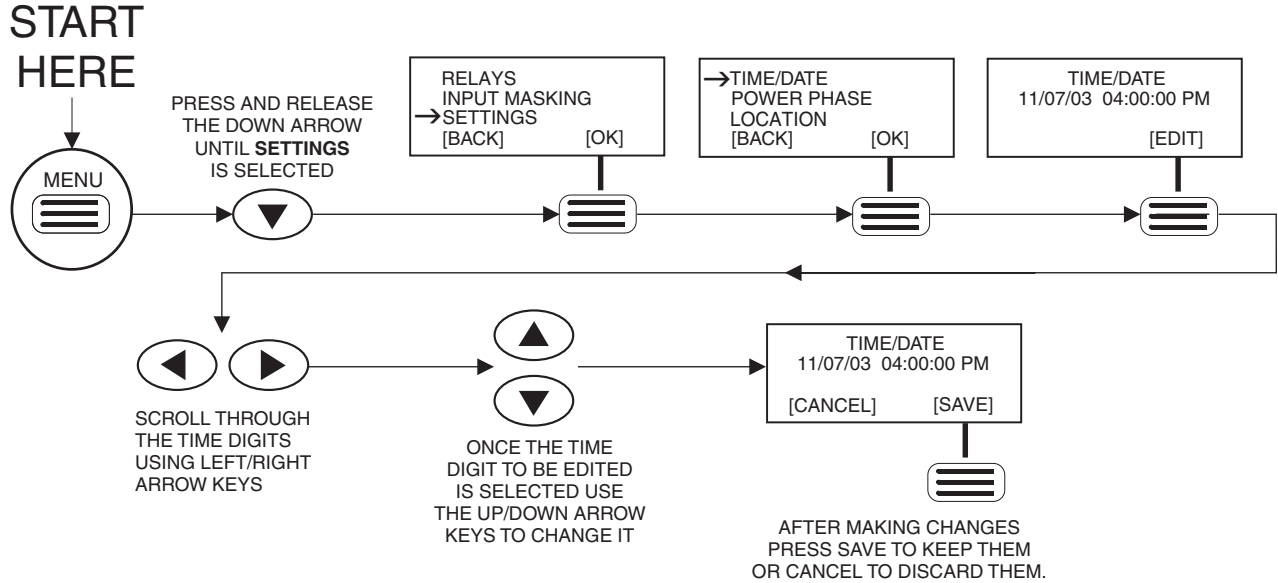 START
HERE
MENU
PRESS AND RELEASE
THE DOWN ARROW
UNTIL SETTINGS
IS SELECTED
RELAYS
INPUT MASKING
→SETTINGS
[BACK] [OK]
→TIME/DATE
POWER PHASE
LOCATION
[BACK] [OK]
TIME/DATE
11/07/03 04:00:00 PM
[EDIT]
SCROLL THROUGH
THE TIME DIGITS
USING LEFT/RIGHT
ARROW KEYS
ONCE THE TIME
DIGIT TO BE EDITED
IS SELECTED USE
THE UP/DOWN ARROW
KEYS TO CHANGE IT
TIME/DATE
11/07/03 04:00:00 PM
[CANCEL] [SAVE]
AFTER MAKING CHANGES
PRESS SAVE TO KEEP THEM
OR CANCEL TO DISCARD THEM.